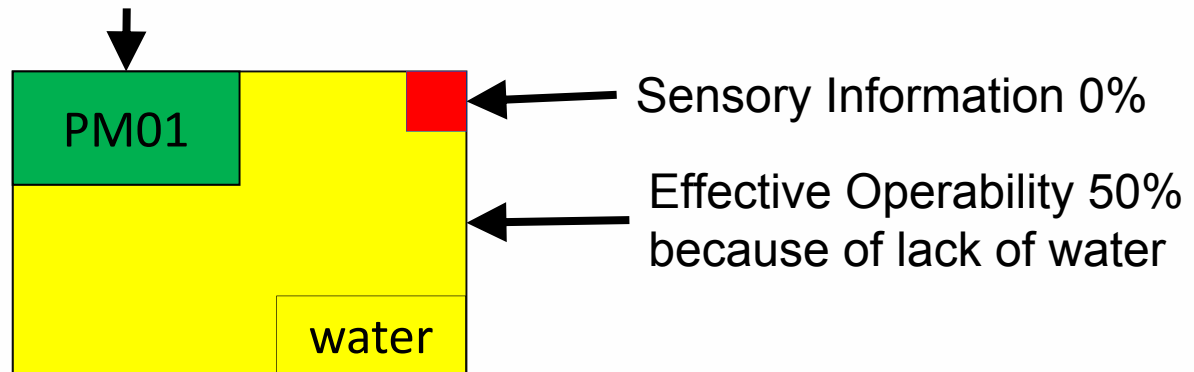 PM01
Sensory Information 0%
Effective Operability 50%
because of lack of water
water